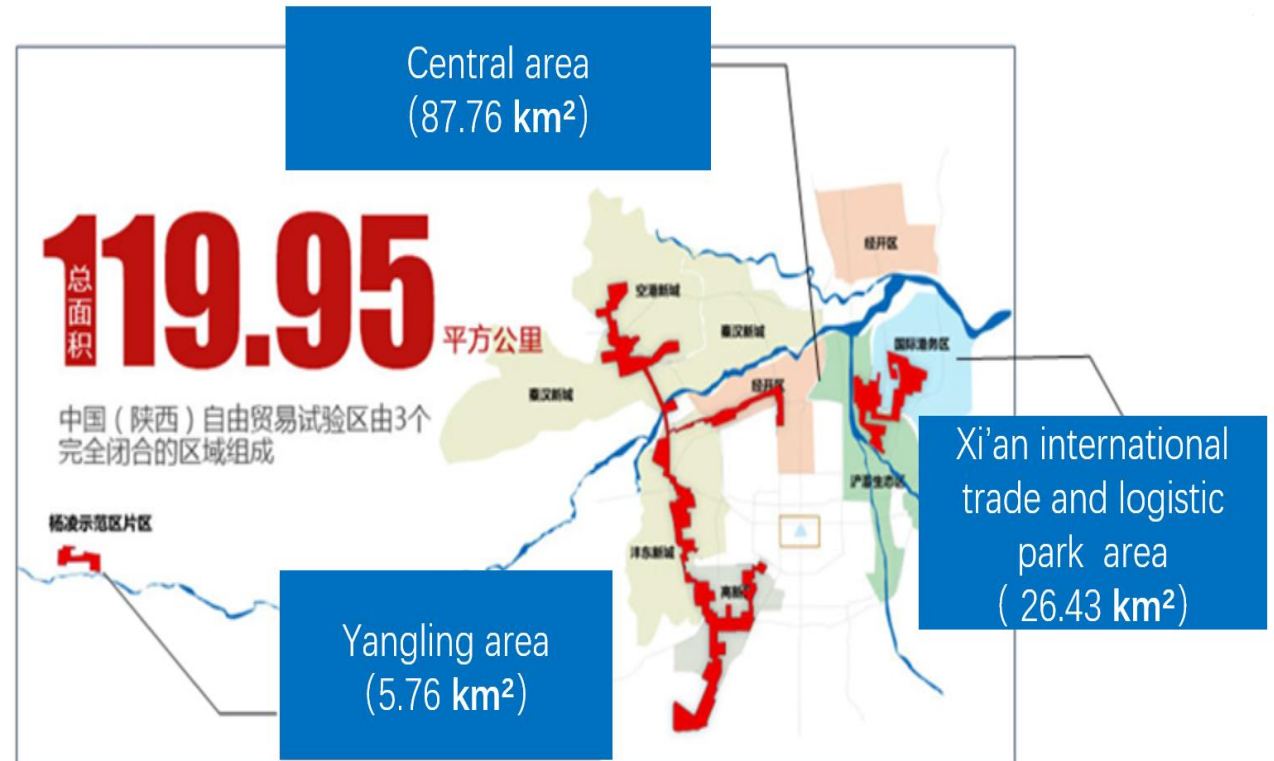 Central area
(87.76 km²)
119.95
总面积
平方公里
中国（陕西）自由贸易试验区由3个
完全闭合的区域组成
经开区
空港新城
秦汉新城
国际港务区
秦汉新城
经开区
Xi'an international
trade and logistic
park area
( 26.43 km²)
浐灞生态区
杨凌示范区片区
沣东新城
高新
Yangling area
(5.76 km²)